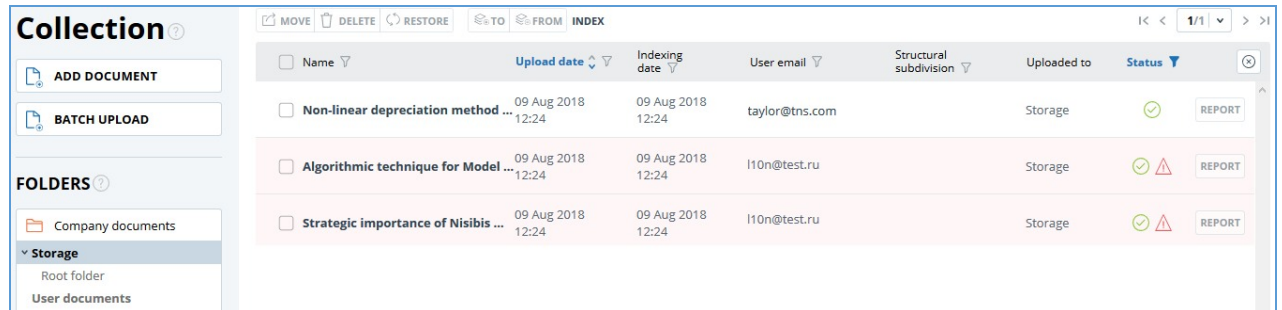 Collection
ADD DOCUMENT
BATCH UPLOAD
FOLDERS
Company documents
Storage
Root folder
User documents
MOVE DELETE RESTORE TO FROM INDEX 1/1
Name Upload date Indexing date User email Structural subdivision Uploaded to Status
Non-linear depreciation method ... 09 Aug 2018 12:24 09 Aug 2018 12:24 taylor@tns.com Storage REPORT
Algorithmic technique for Model ... 09 Aug 2018 12:24 09 Aug 2018 12:24 l10n@test.ru Storage REPORT
Strategic importance of Nisibis ... 09 Aug 2018 12:24 09 Aug 2018 12:24 l10n@test.ru Storage REPORT